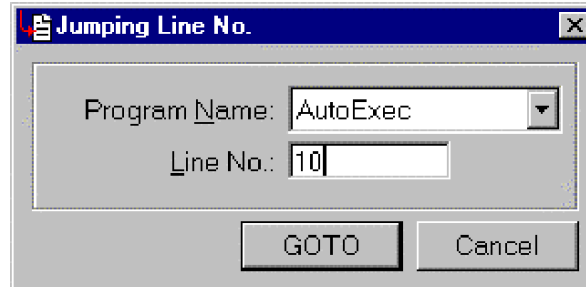 Jumping Line No.
Program Name: AutoExec
Line No.: 10
GOTO Cancel